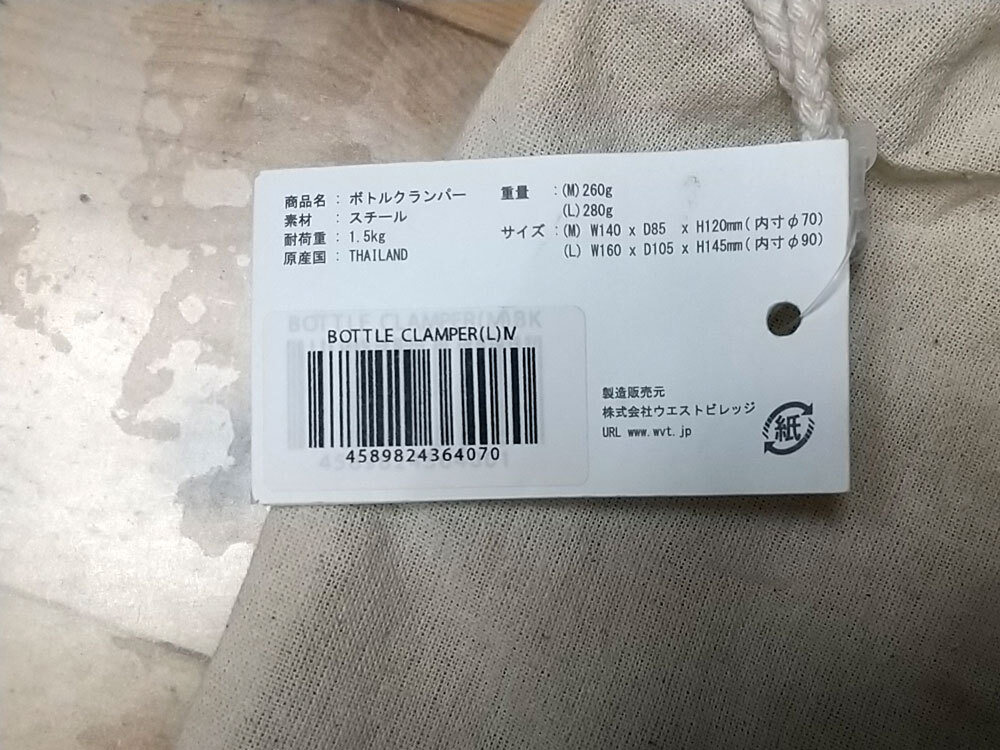 商品名 : ボトルクランパー
素材 : スチール
耐荷重 : 1.5kg
原産国 : THAILAND
重量 : (M) 260g
(L) 280g
サイズ : (M) W140 x D85 x H120mm(内寸φ70)
(L) W160 x D105 x H145mm(内寸φ90)
BOTTLE CLAMPER(L)IV
4589824364070
製造販売元
株式会社ウエストビレッジ
URL www.wvt.jp
紙